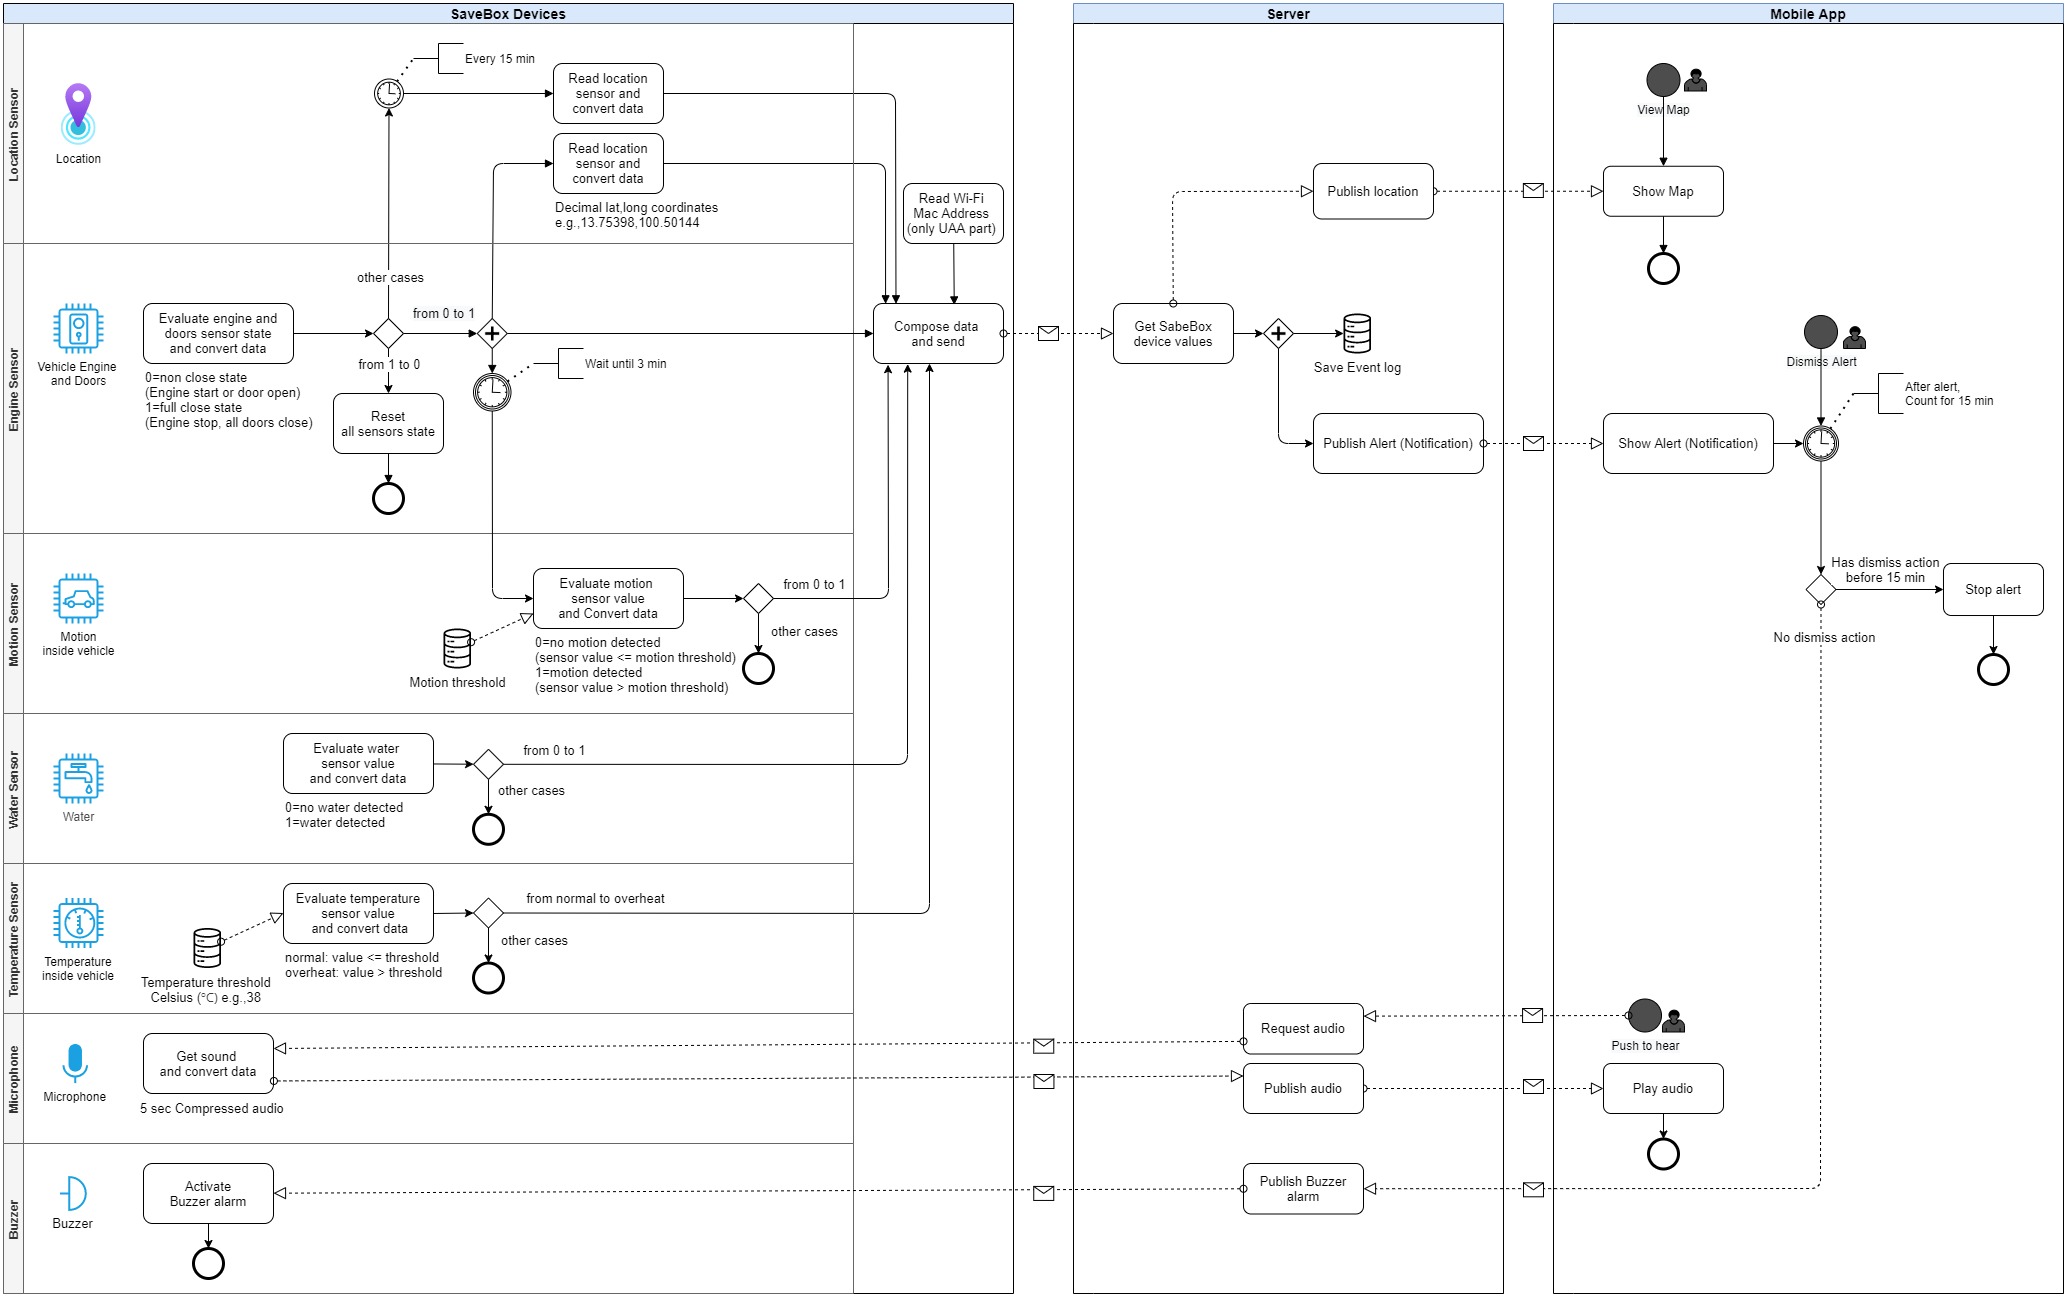 SaveBox Devices
Server
Mobile App
Location Sensor
Location
Every 15 min
Read location
sensor and
convert data
Read location
sensor and
convert data
Decimal lat,long coordinates
e.g.,13.75398,100.50144
Read Wi-Fi
Mac Address
(only UAA part)
Publish location
View Map
Show Map
Engine Sensor
Vehicle Engine
and Doors
Evaluate engine and
doors sensor state
and convert data
0=non close state
(Engine start or door open)
1=full close state
(Engine stop, all doors close)
other cases
from 0 to 1
from 1 to 0
Reset
all sensors state
Wait until 3 min
Compose data
and send
Get SabeBox
device values
Save Event log
Publish Alert (Notification)
Show Alert (Notification)
Dismiss Alert
After alert,
Count for 15 min
Motion Sensor
Motion
inside vehicle
Evaluate motion
sensor value
and Convert data
Motion threshold
0=no motion detected
(sensor value <= motion threshold)
1=motion detected
(sensor value > motion threshold)
from 0 to 1
other cases
Has dismiss action
before 15 min
Stop alert
No dismiss action
Water Sensor
Water
Evaluate water
sensor value
and convert data
0=no water detected
1=water detected
from 0 to 1
other cases
Temperature Sensor
Temperature
inside vehicle
Temperature threshold
Celsius (°C) e.g.,38
Evaluate temperature
sensor value
and convert data
normal: value <= threshold
overheat: value > threshold
from normal to overheat
other cases
Microphone
Microphone
Get sound
and convert data
5 sec Compressed audio
Request audio
Publish audio
Push to hear
Play audio
Buzzer
Buzzer
Activate
Buzzer alarm
Publish Buzzer
alarm